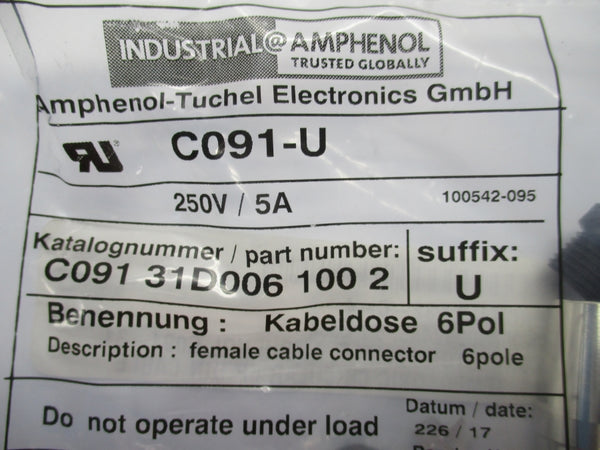 INDUSTRIAL@AMPHENOL
TRUSTED GLOBALLY
Amphenol-Tuchel Electronics GmbH
C091-U
250V / 5A
100542-095
Katalognummer / part number:
C091 31D006 100 2
suffix:
U
Benennung : Kabeldose 6Pol
Description : female cable connector 6pole
Do not operate under load
Datum / date:
226 / 17